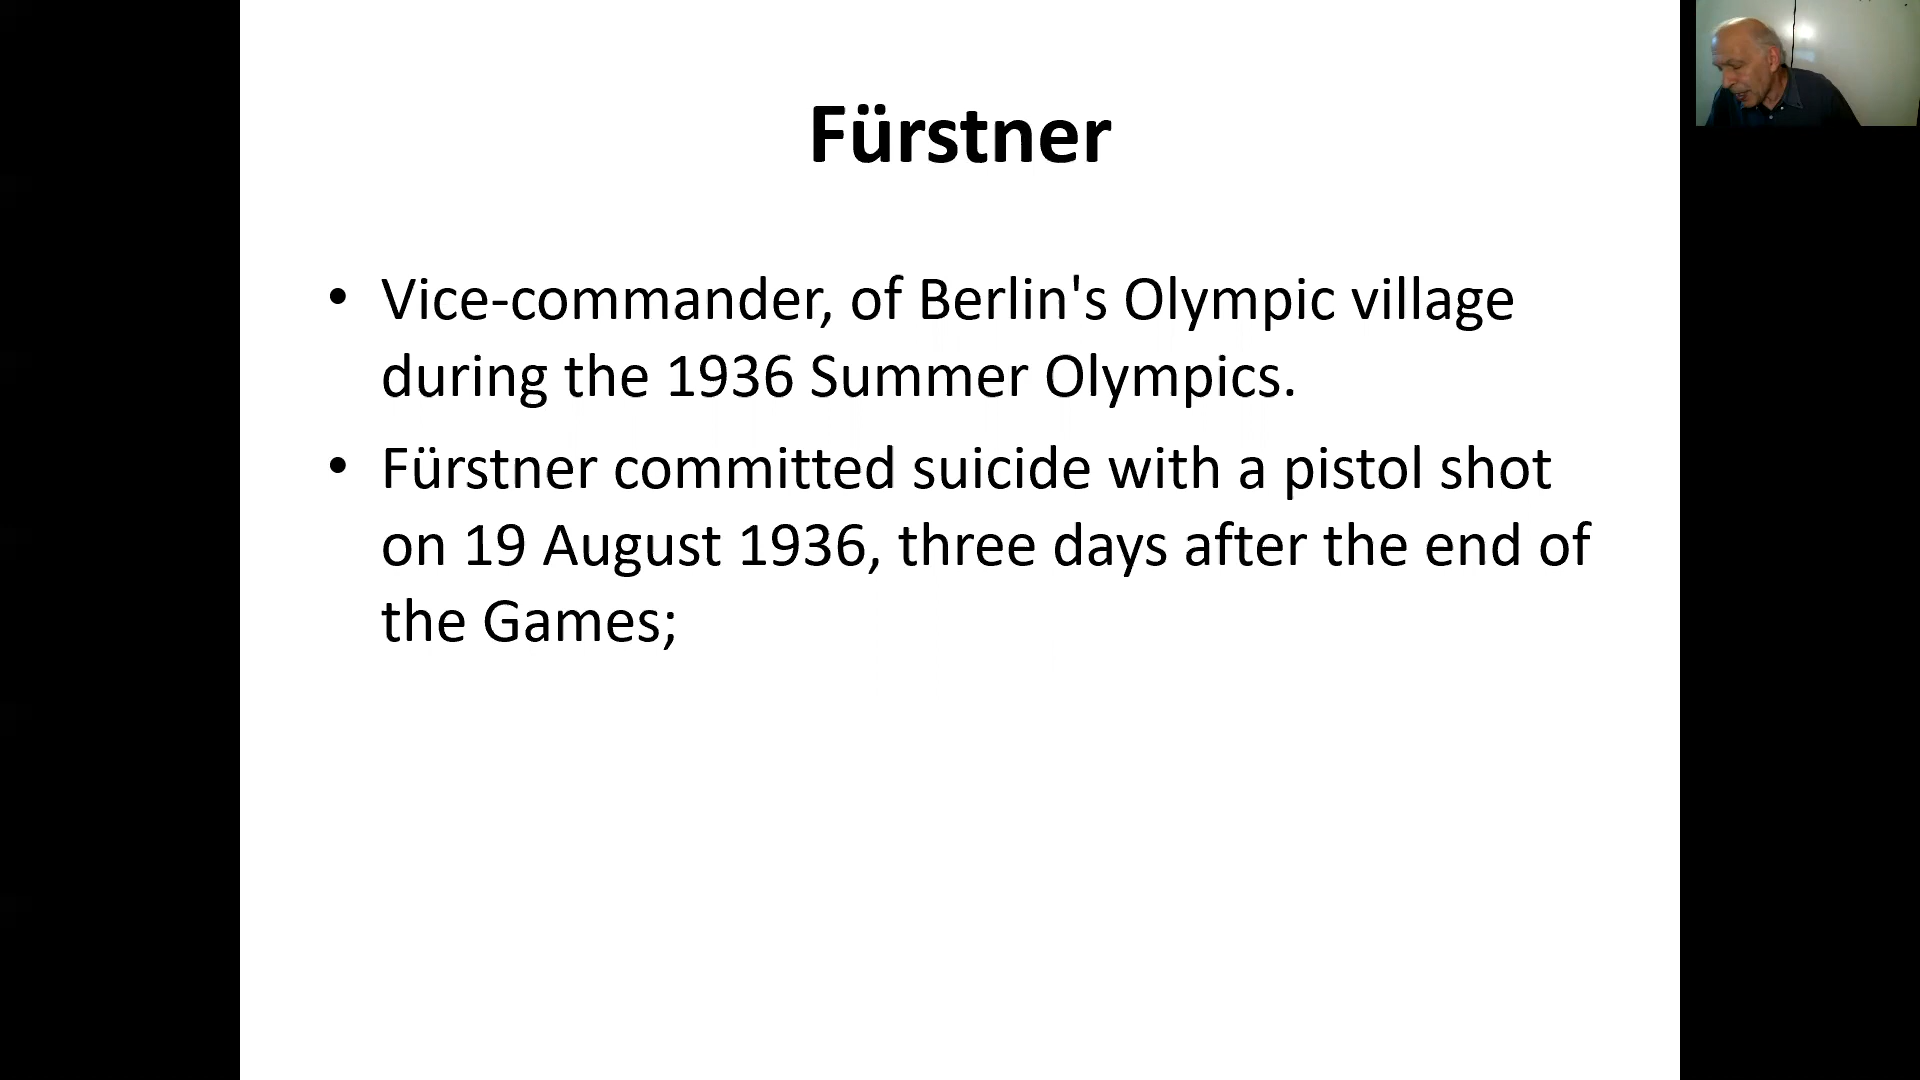 Fürstner
• Vice-commander, of Berlin's Olympic village
during the 1936 Summer Olympics.
• Fürstner committed suicide with a pistol shot
on 19 August 1936, three days after the end of
the Games;